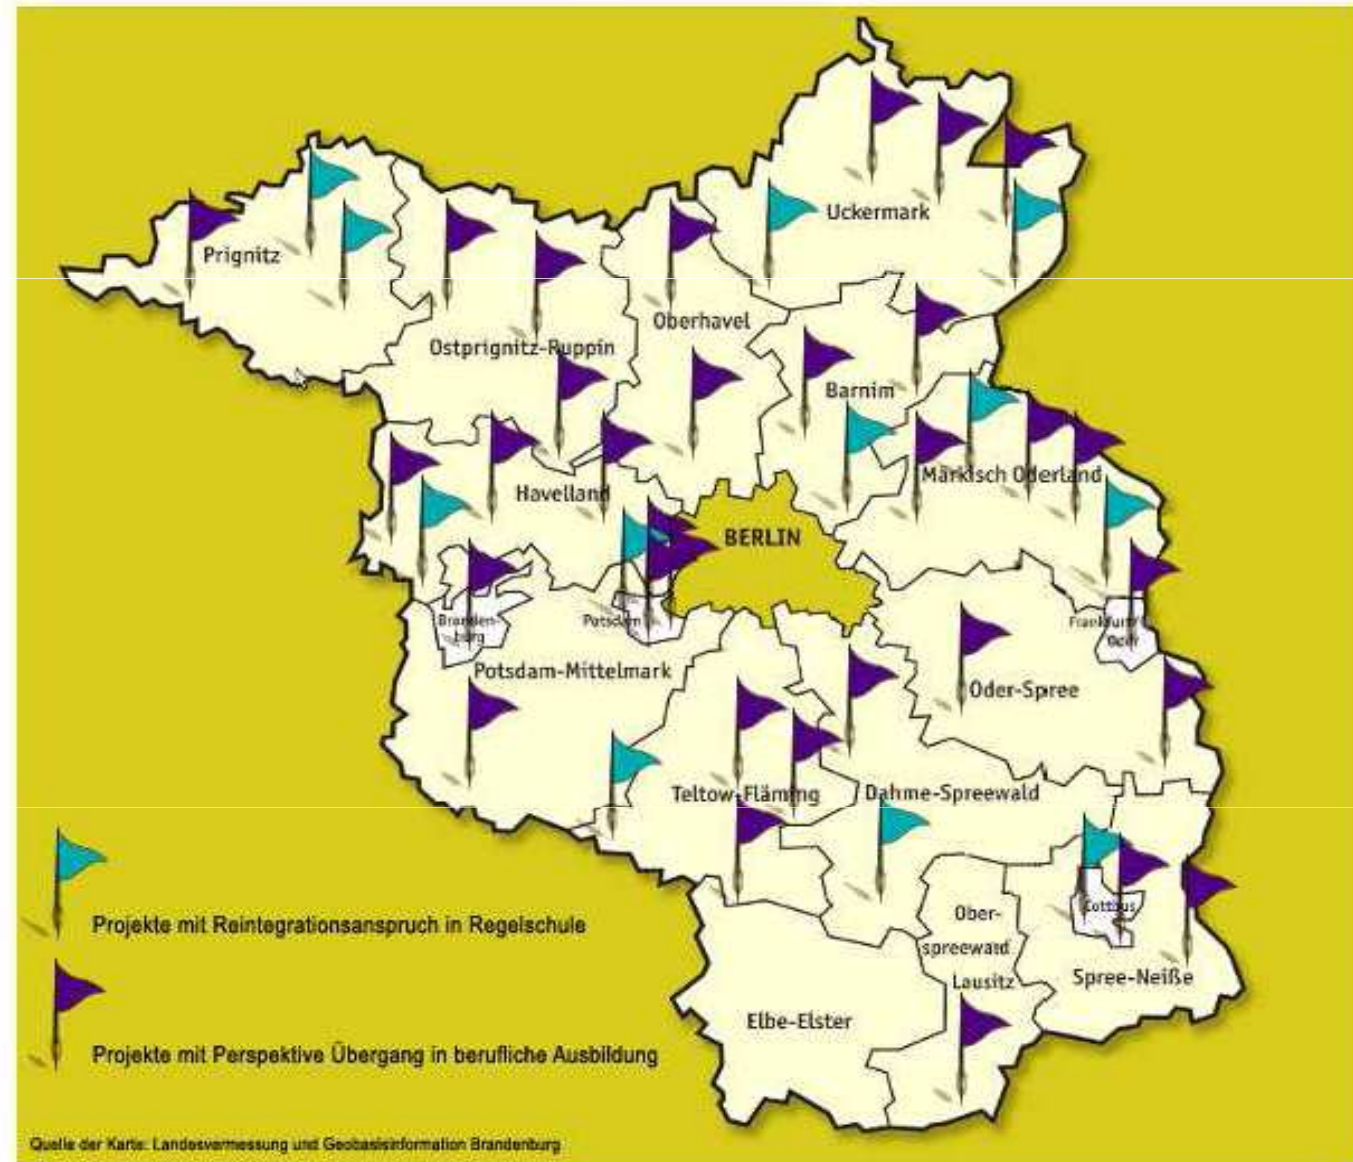 Uckermark
Prignitz
Oberhavel
Ostprignitz-Ruppin
Barnim
Märkisch Oderland
Havelland
BERLIN
Branden-
burg
Potsdam
Frankfurt/
Oder
Potsdam-Mittelmark
Oder-Spree
Teltow-Fläming
Dahme-Spreewald
Ober-
spreewald
Lausitz
Cottbus
Spree-Neiße
Elbe-Elster
Projekte mit Reintegrationsanspruch in Regelschule
Projekte mit Perspektive Übergang in berufliche Ausbildung
Quelle der Karte: Landesvermessung und Geobasisinformation Brandenburg